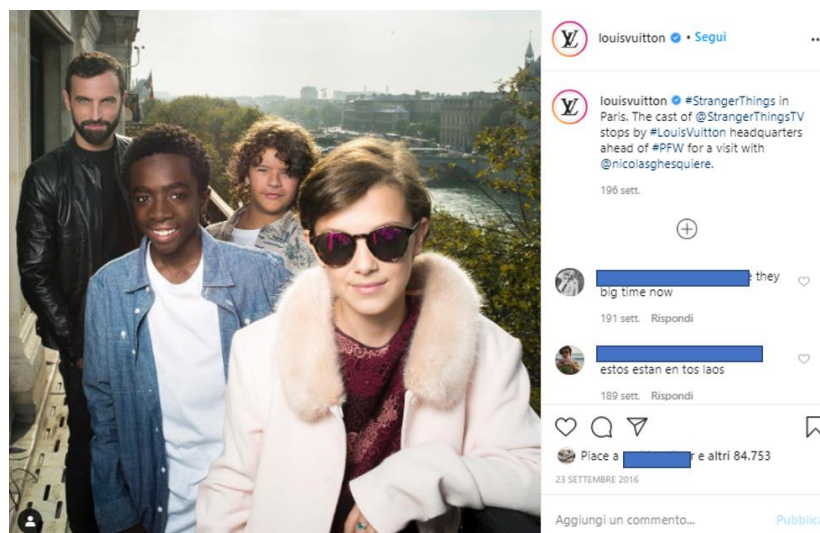 louisvuitton • Segui
louisvuitton #StrangerThings in
Paris. The cast of @StrangerThingsTV
stops by #LouisVuitton headquarters
ahead of #PFW for a visit with
@nicolasghesquiere.
196 sett.
they
big time now
191 sett. Rispondi
estos estan en tos laos
189 sett. Rispondi
Piace a r e altri 84.753
23 SETTEMBRE 2016
Aggiungi un commento...